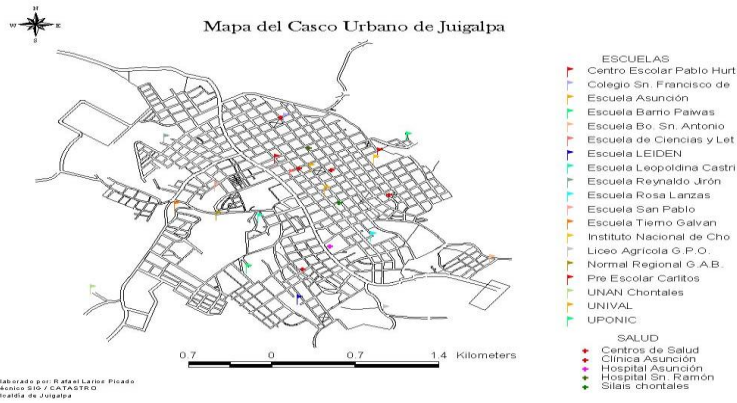 N
W E
S
Mapa del Casco Urbano de Juigalpa
ESCUELAS
Centro Escolar Pablo Hurt
Colegio Sn. Francisco de
Escuela Asunción
Escuela Barrio Paiwas
Escuela Bo. Sn. Antonio
Escuela de Ciencias y Let
Escuela LEIDEN
Escuela Leopoldina Castri
Escuela Reynaldo Jirón
Escuela Rosa Lanzas
Escuela San Pablo
Escuela Tierno Galvan
Instituto Nacional de Cho
Liceo Agrícola G.P.O.
Normal Regional G.A.B.
Pre Escolar Carlitos
UNAN Chontales
UNIVAL
UPONIC
SALUD
Centros de Salud
Clínica Asunción
Hospital Asunción
Hospital Sn. Ramón
Silais chontales
0.7 0 0.7 1.4 Kilometers
laborado por: Rafael Larios Picado
écnico SIG / CATASTRO
lcaldía de Juigalpa